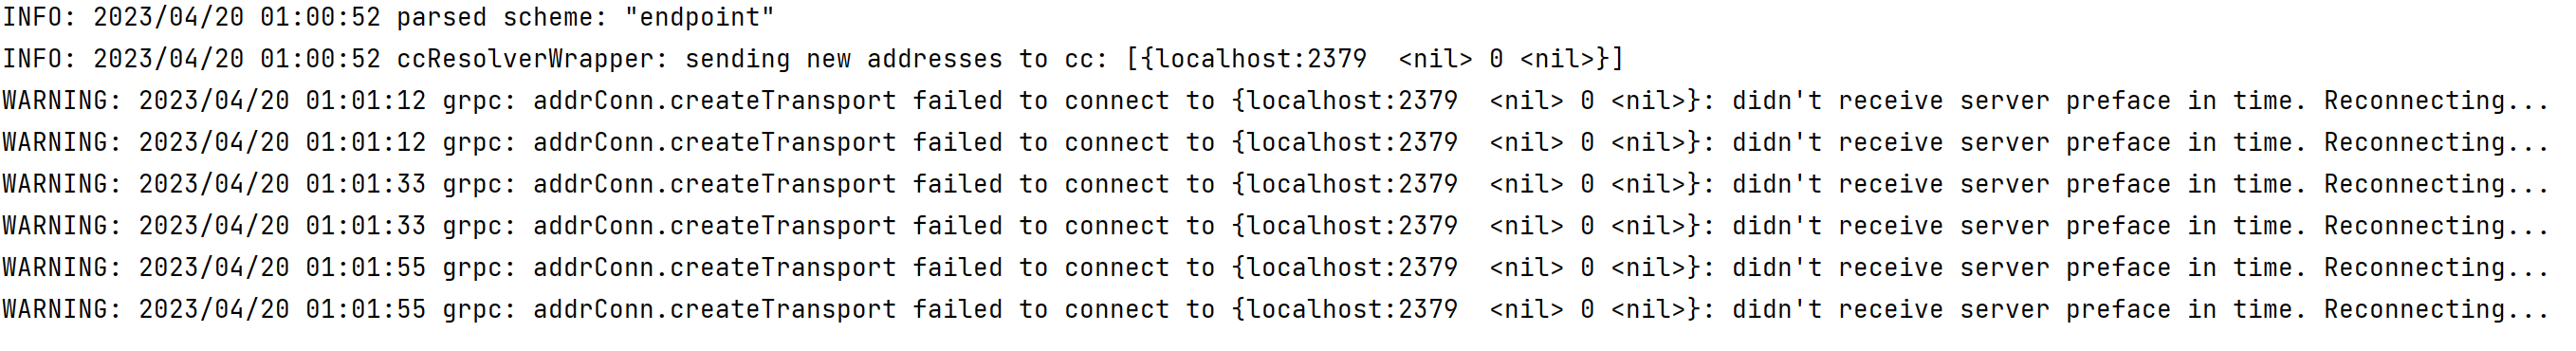 INFO: 2023/04/20 01:00:52 parsed scheme: "endpoint"
INFO: 2023/04/20 01:00:52 ccResolverWrapper: sending new addresses to cc: [{localhost:2379  <nil> 0 <nil>}]
WARNING: 2023/04/20 01:01:12 grpc: addrConn.createTransport failed to connect to {localhost:2379  <nil> 0 <nil>}: didn't receive server preface in time. Reconnecting...
WARNING: 2023/04/20 01:01:12 grpc: addrConn.createTransport failed to connect to {localhost:2379  <nil> 0 <nil>}: didn't receive server preface in time. Reconnecting...
WARNING: 2023/04/20 01:01:33 grpc: addrConn.createTransport failed to connect to {localhost:2379  <nil> 0 <nil>}: didn't receive server preface in time. Reconnecting...
WARNING: 2023/04/20 01:01:33 grpc: addrConn.createTransport failed to connect to {localhost:2379  <nil> 0 <nil>}: didn't receive server preface in time. Reconnecting...
WARNING: 2023/04/20 01:01:55 grpc: addrConn.createTransport failed to connect to {localhost:2379  <nil> 0 <nil>}: didn't receive server preface in time. Reconnecting...
WARNING: 2023/04/20 01:01:55 grpc: addrConn.createTransport failed to connect to {localhost:2379  <nil> 0 <nil>}: didn't receive server preface in time. Reconnecting...